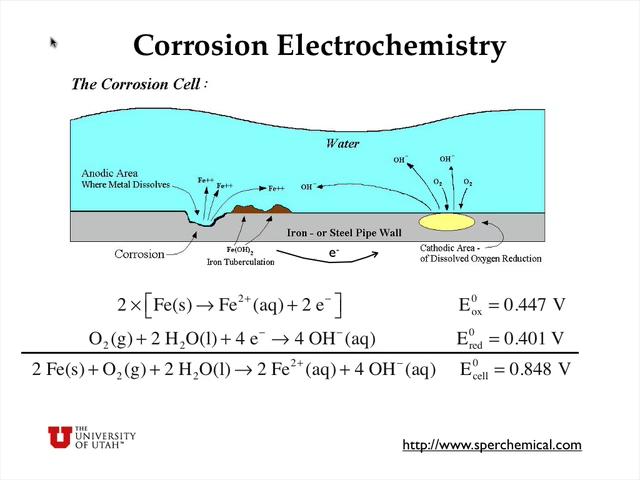 Corrosion Electrochemistry
The Corrosion Cell :
Water
Anodic Area
Where Metal Dissolves
Fe++
Fe++
Fe++
OH⁻
OH⁻
OH⁻
O₂
O₂
Corrosion
Fe(OH)₂
Iron Tuberculation
Iron - or Steel Pipe Wall
e⁻
Cathodic Area -
of Dissolved Oxygen Reduction
2 × [Fe(s) → Fe²⁺(aq) + 2 e⁻] E⁰ox = 0.447 V
O₂(g) + 2 H₂O(l) + 4 e⁻ → 4 OH⁻(aq) E⁰red = 0.401 V
2 Fe(s) + O₂(g) + 2 H₂O(l) → 2 Fe²⁺(aq) + 4 OH⁻(aq) E⁰cell = 0.848 V
U THE
UNIVERSITY
OF UTAH™
http://www.sperchemical.com